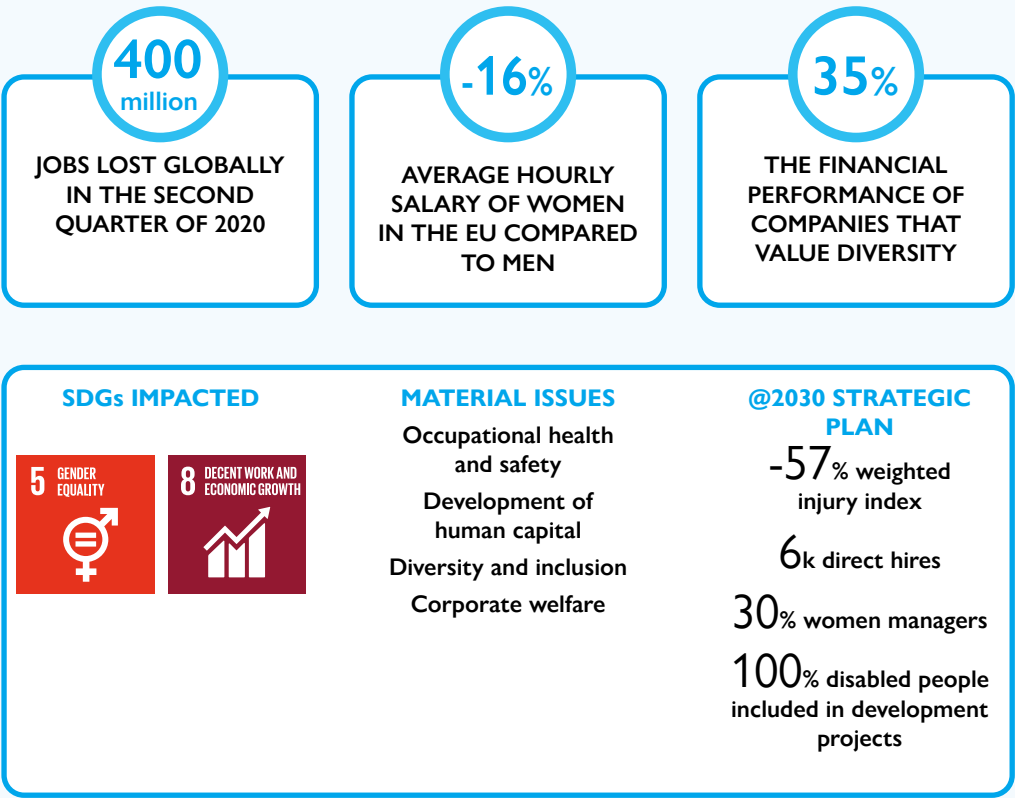 400
million
JOBS LOST GLOBALLY
IN THE SECOND
QUARTER OF 2020
-16%
AVERAGE HOURLY
SALARY OF WOMEN
IN THE EU COMPARED
TO MEN
35%
THE FINANCIAL
PERFORMANCE OF
COMPANIES THAT
VALUE DIVERSITY
SDGs IMPACTED
5 GENDER
EQUALITY
8 DECENT WORK AND
ECONOMIC GROWTH
MATERIAL ISSUES
Occupational health
and safety
Development of
human capital
Diversity and inclusion
Corporate welfare
@2030 STRATEGIC
PLAN
-57% weighted
injury index
6k direct hires
30% women managers
100% disabled people
included in development
projects